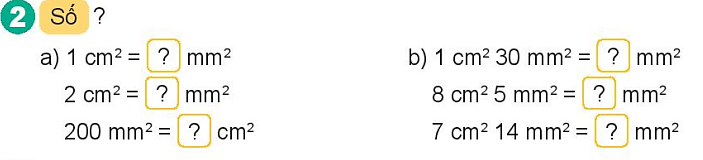 2 Số ?
a) 1 cm² = ? mm²
2 cm² = ? mm²
200 mm² = ? cm²
b) 1 cm² 30 mm² = ? mm²
8 cm² 5 mm² = ? mm²
7 cm² 14 mm² = ? mm²